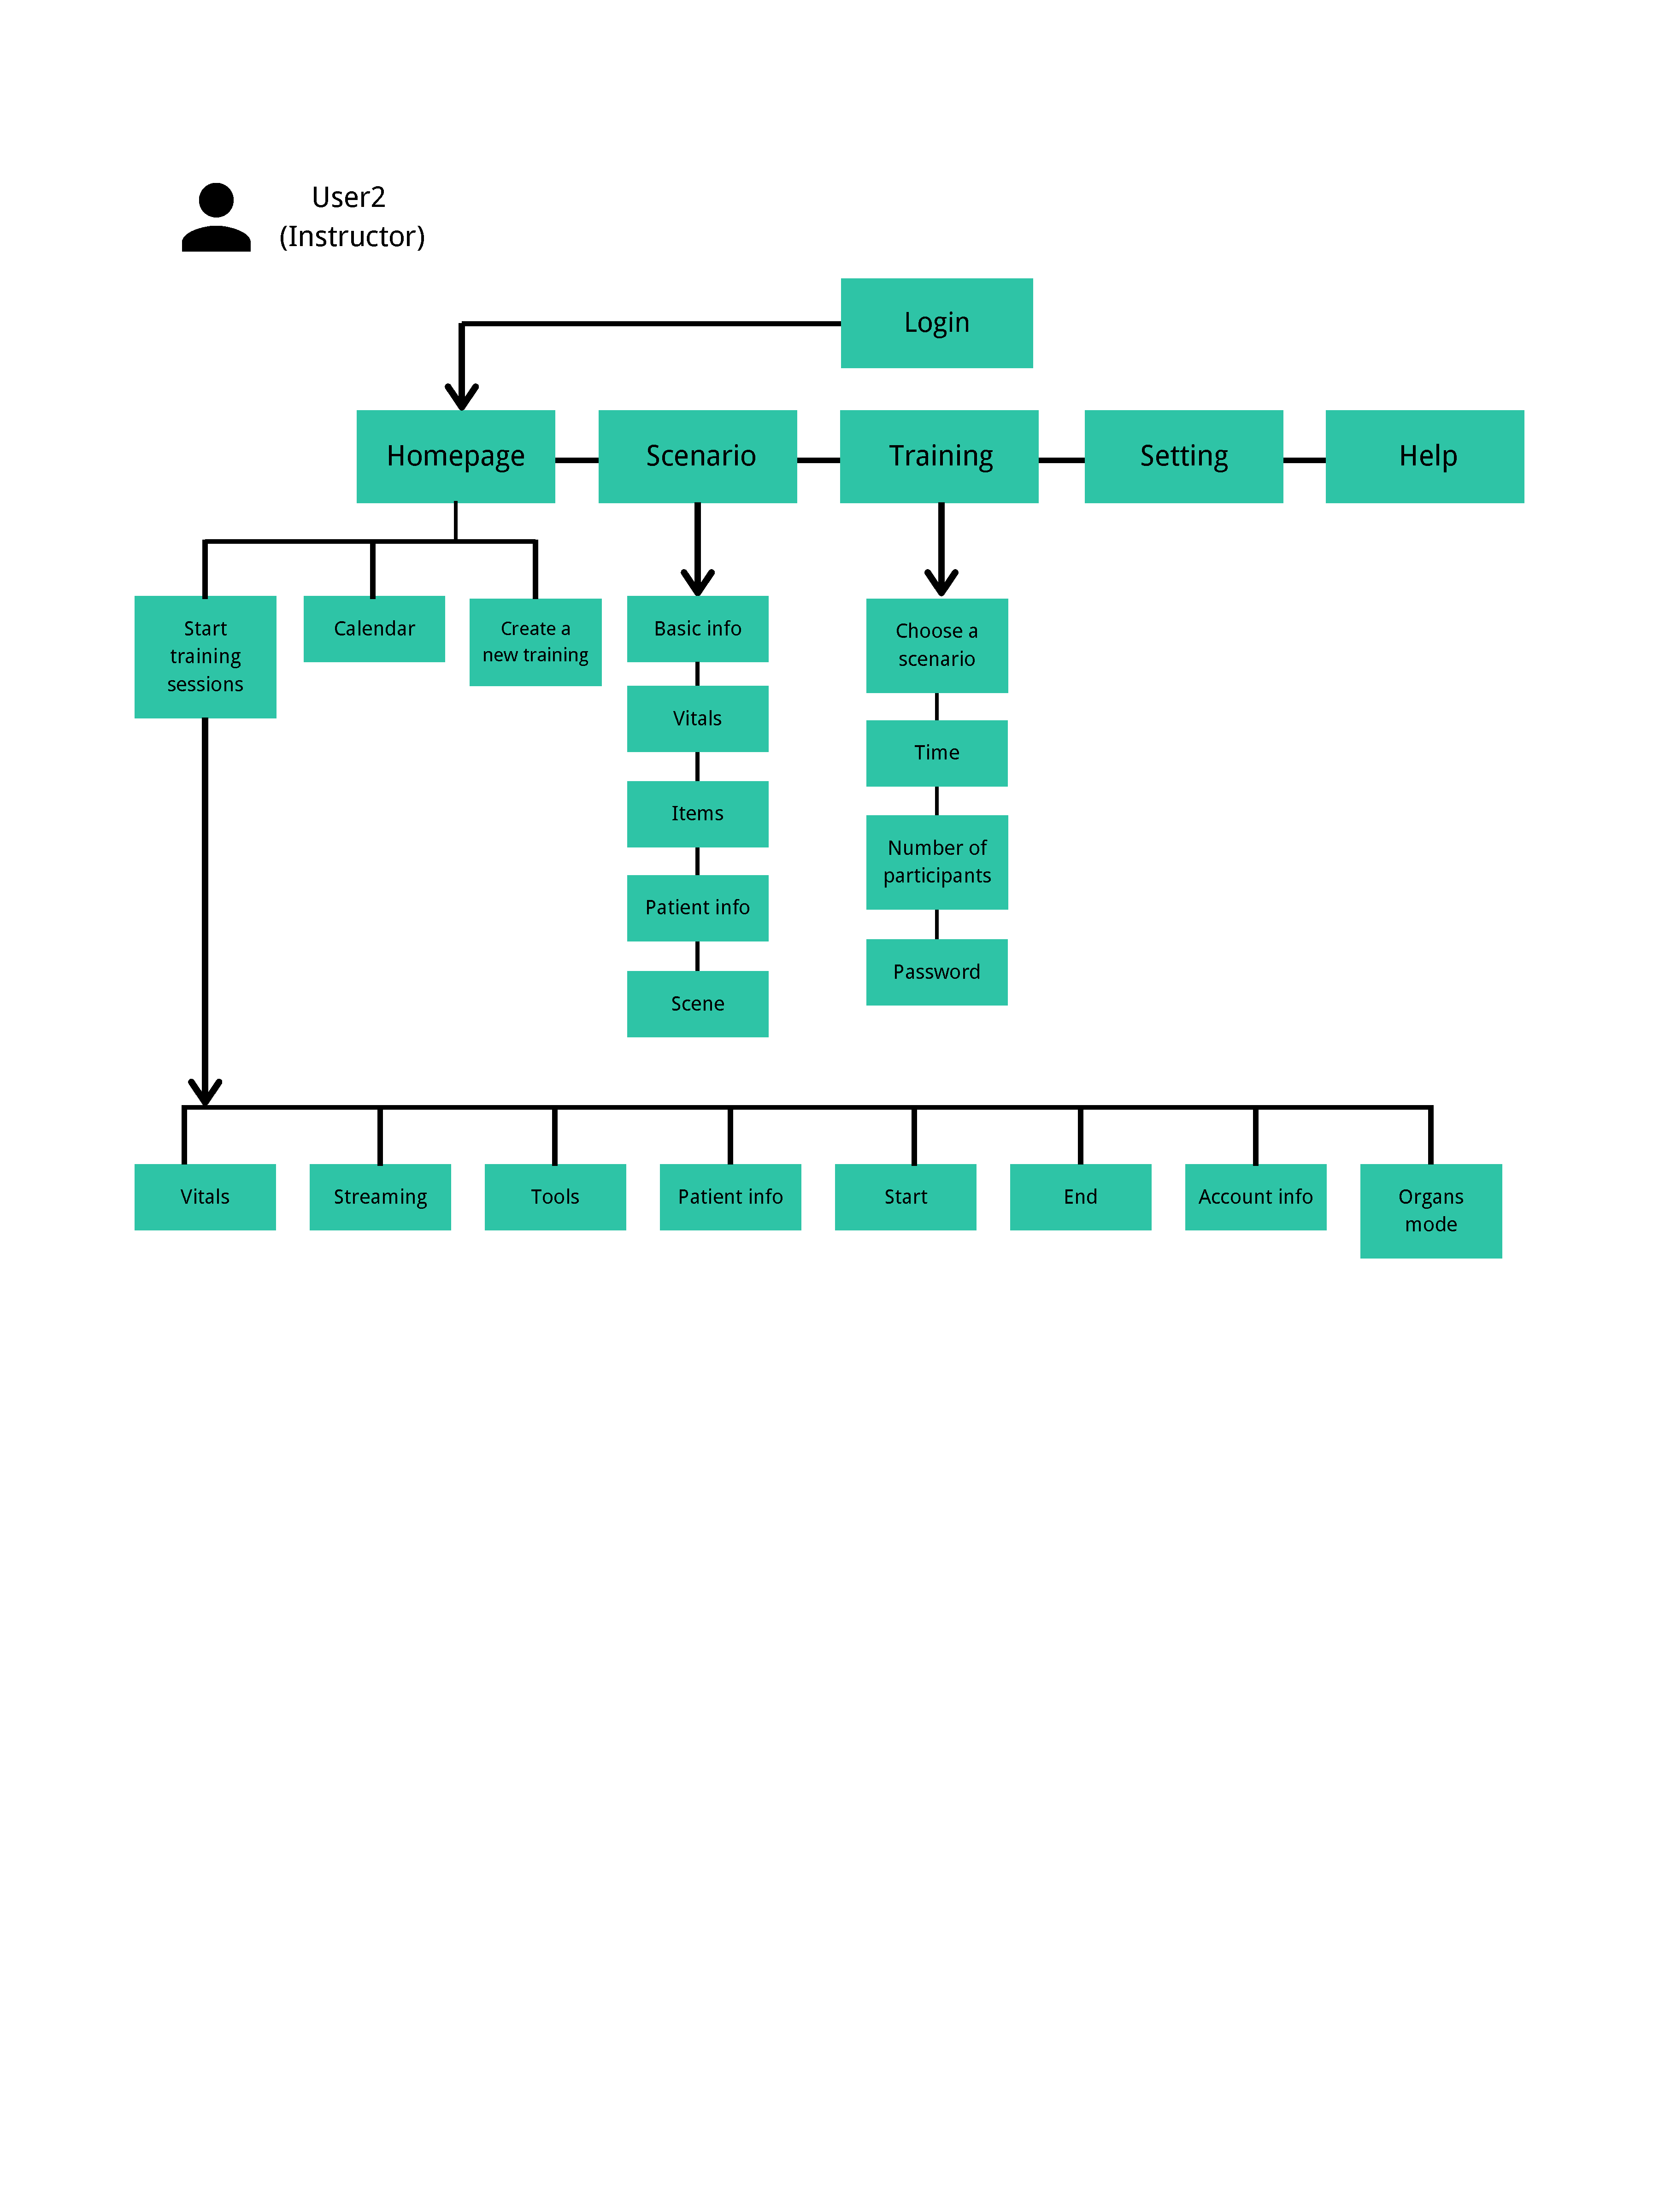 User2
(Instructor)
Login
Homepage
Scenario
Training
Setting
Help
Start
training
sessions
Calendar
Create a
new training
Basic info
Vitals
Items
Patient info
Scene
Choose a
scenario
Time
Number of
participants
Password
Vitals
Streaming
Tools
Patient info
Start
End
Account info
Organs
mode